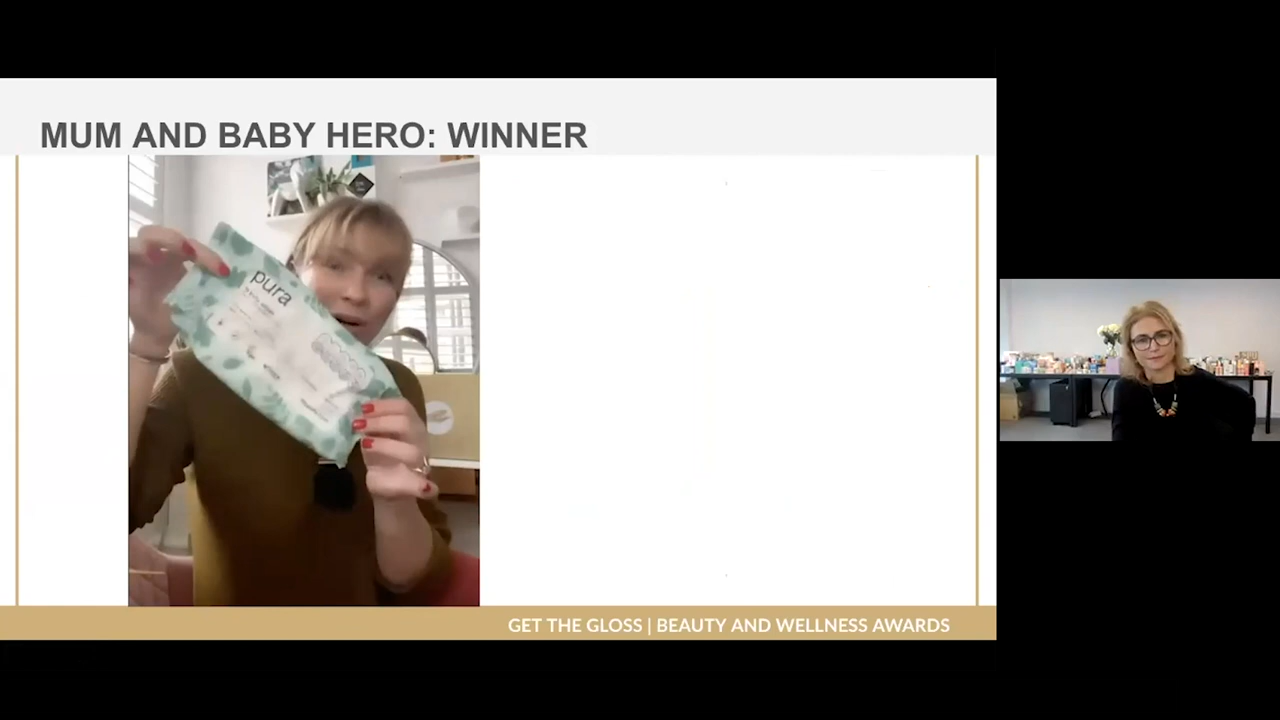 MUM AND BABY HERO: WINNER
pura
GET THE GLOSS | BEAUTY AND WELLNESS AWARDS